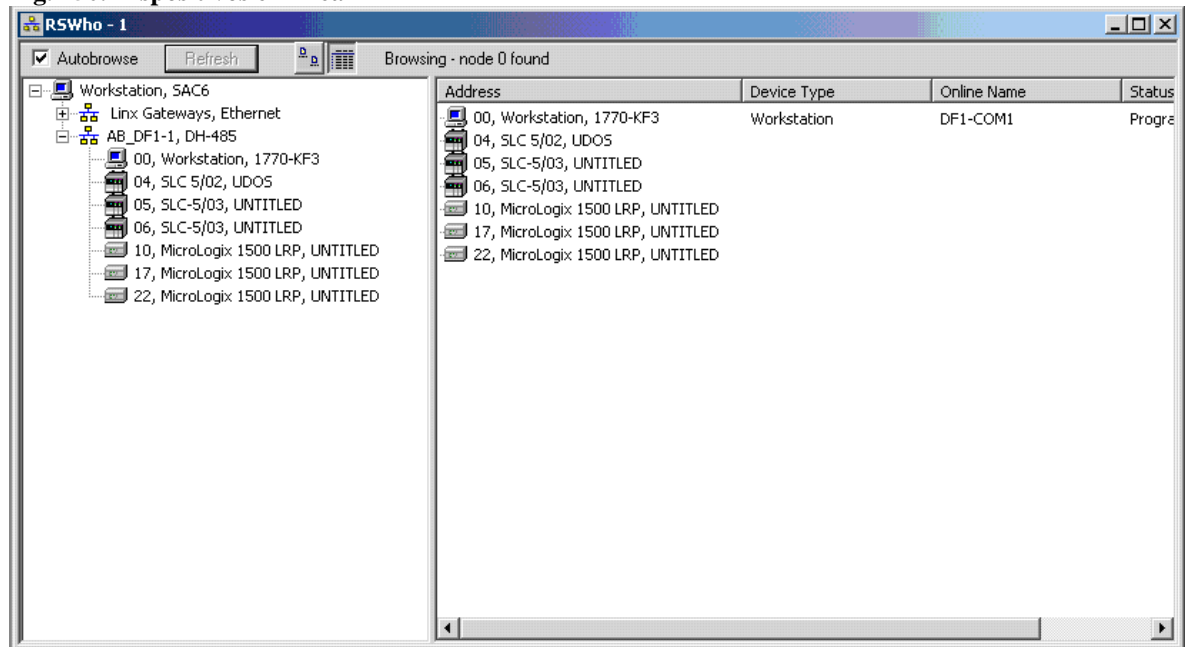 RSWho - 1
Autobrowse Refresh Browsing - node 0 found
Workstation, SAC6
Linx Gateways, Ethernet
AB_DF1-1, DH-485
00, Workstation, 1770-KF3
04, SLC 5/02, UDOS
05, SLC-5/03, UNTITLED
06, SLC-5/03, UNTITLED
10, MicroLogix 1500 LRP, UNTITLED
17, MicroLogix 1500 LRP, UNTITLED
22, MicroLogix 1500 LRP, UNTITLED
Address Device Type Online Name Status
00, Workstation, 1770-KF3 Workstation DF1-COM1 Progra
04, SLC 5/02, UDOS
05, SLC-5/03, UNTITLED
06, SLC-5/03, UNTITLED
10, MicroLogix 1500 LRP, UNTITLED
17, MicroLogix 1500 LRP, UNTITLED
22, MicroLogix 1500 LRP, UNTITLED